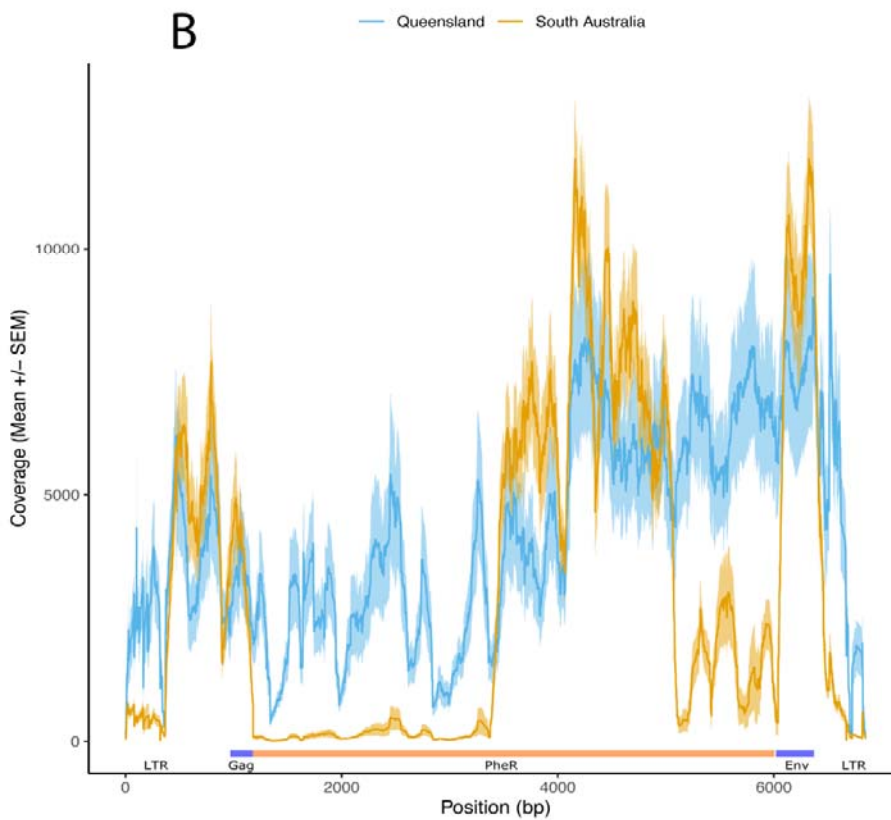 B
Queensland South Australia
Coverage (Mean +/− SEM)
10000
5000
0
LTR Gag PheR Env LTR
0 2000 4000 6000
Position (bp)